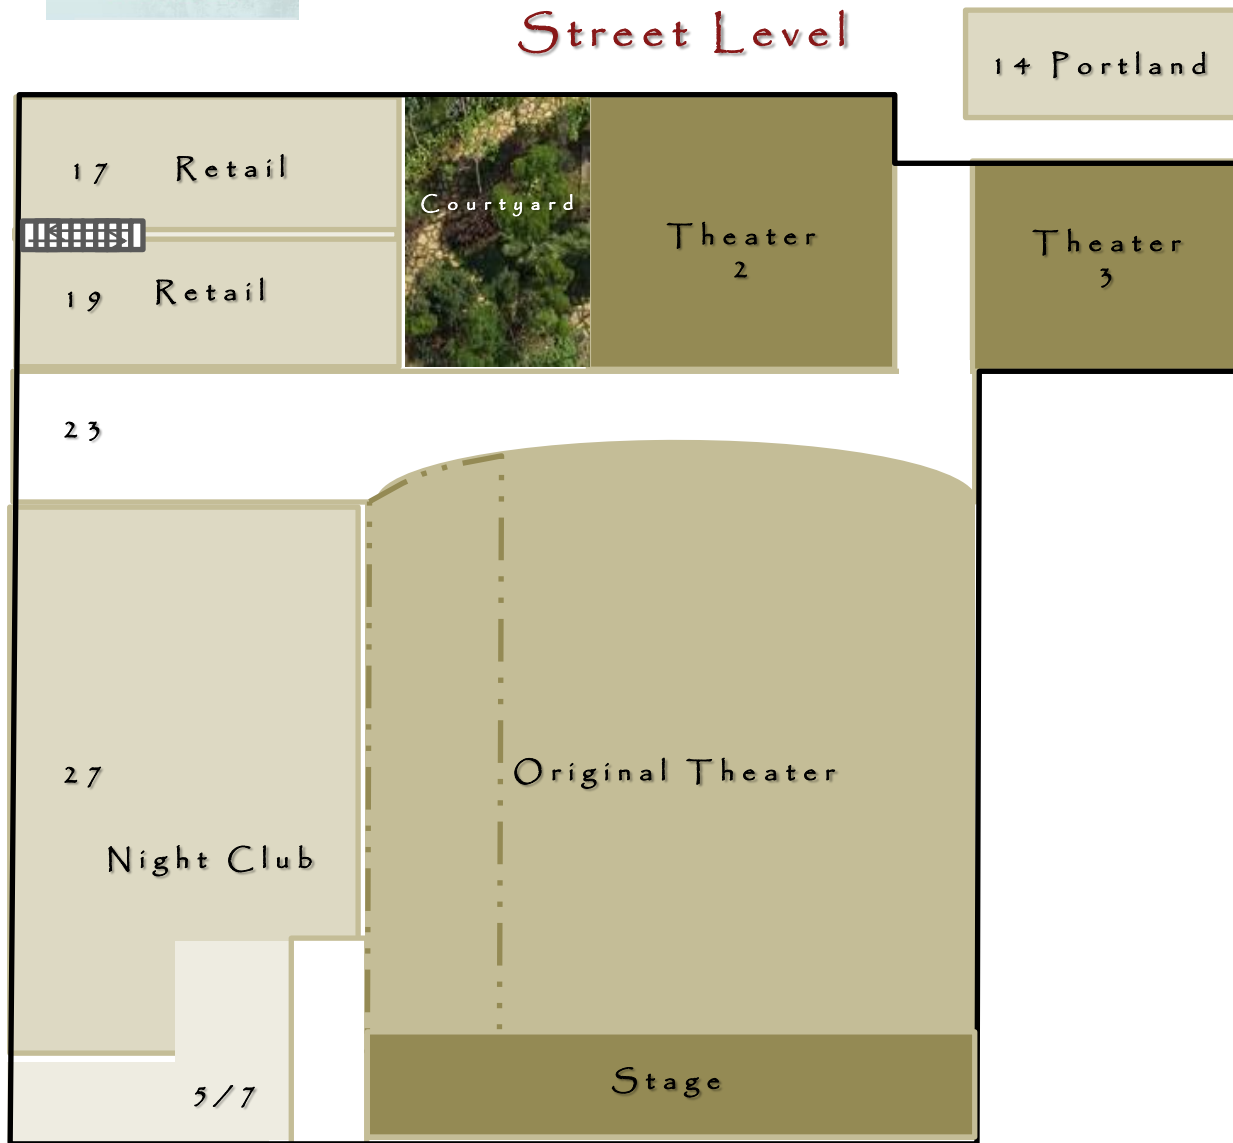 Street Level
14 Portland
17 Retail
Courtyard
Theater
2
Theater
3
19 Retail
23
27
Original Theater
Night Club
Stage
5/7